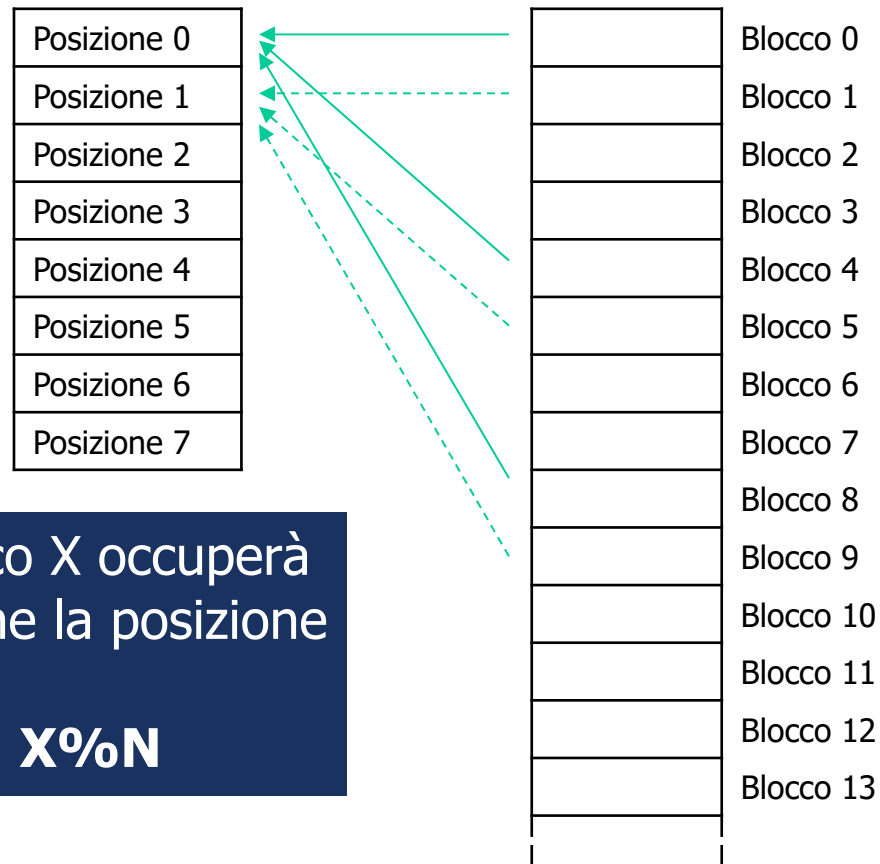 Posizione 0
Posizione 1
Posizione 2
Posizione 3
Posizione 4
Posizione 5
Posizione 6
Posizione 7
Blocco 0
Blocco 1
Blocco 2
Blocco 3
Blocco 4
Blocco 5
Blocco 6
Blocco 7
Blocco 8
Blocco 9
Blocco 10
Blocco 11
Blocco 12
Blocco 13
co X occuperà
ne la posizione
X%N